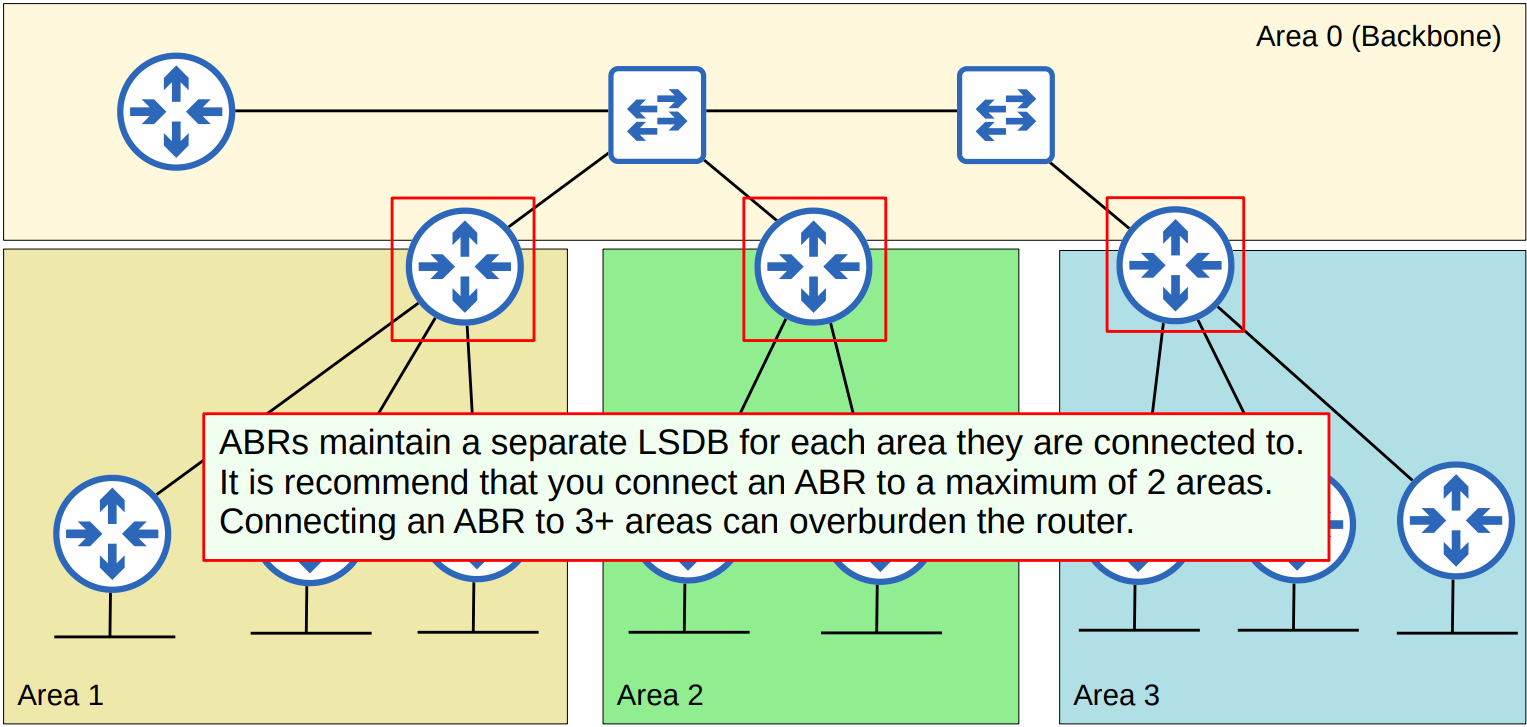 Area 0 (Backbone)
ABRs maintain a separate LSDB for each area they are connected to.
It is recommend that you connect an ABR to a maximum of 2 areas.
Connecting an ABR to 3+ areas can overburden the router.
Area 1
Area 2
Area 3